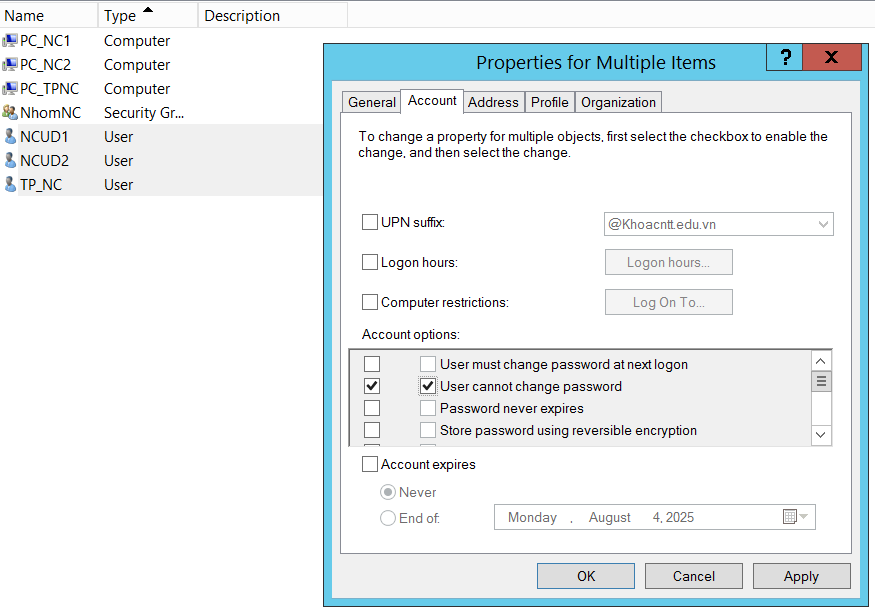 Name Type Description
PC_NC1 Computer
PC_NC2 Computer
PC_TPNC Computer
NhomNC Security Gr...
NCUD1 User
NCUD2 User
TP_NC User
Properties for Multiple Items ? X
General Account Address Profile Organization
To change a property for multiple objects, first select the checkbox to enable the
change, and then select the change.
UPN suffix: @Khoacntt.edu.vn
Logon hours: Logon hours...
Computer restrictions: Log On To...
Account options:
User must change password at next logon
User cannot change password
Password never expires
Store password using reversible encryption
Account expires
Never
End of: Monday , August 4, 2025
OK Cancel Apply